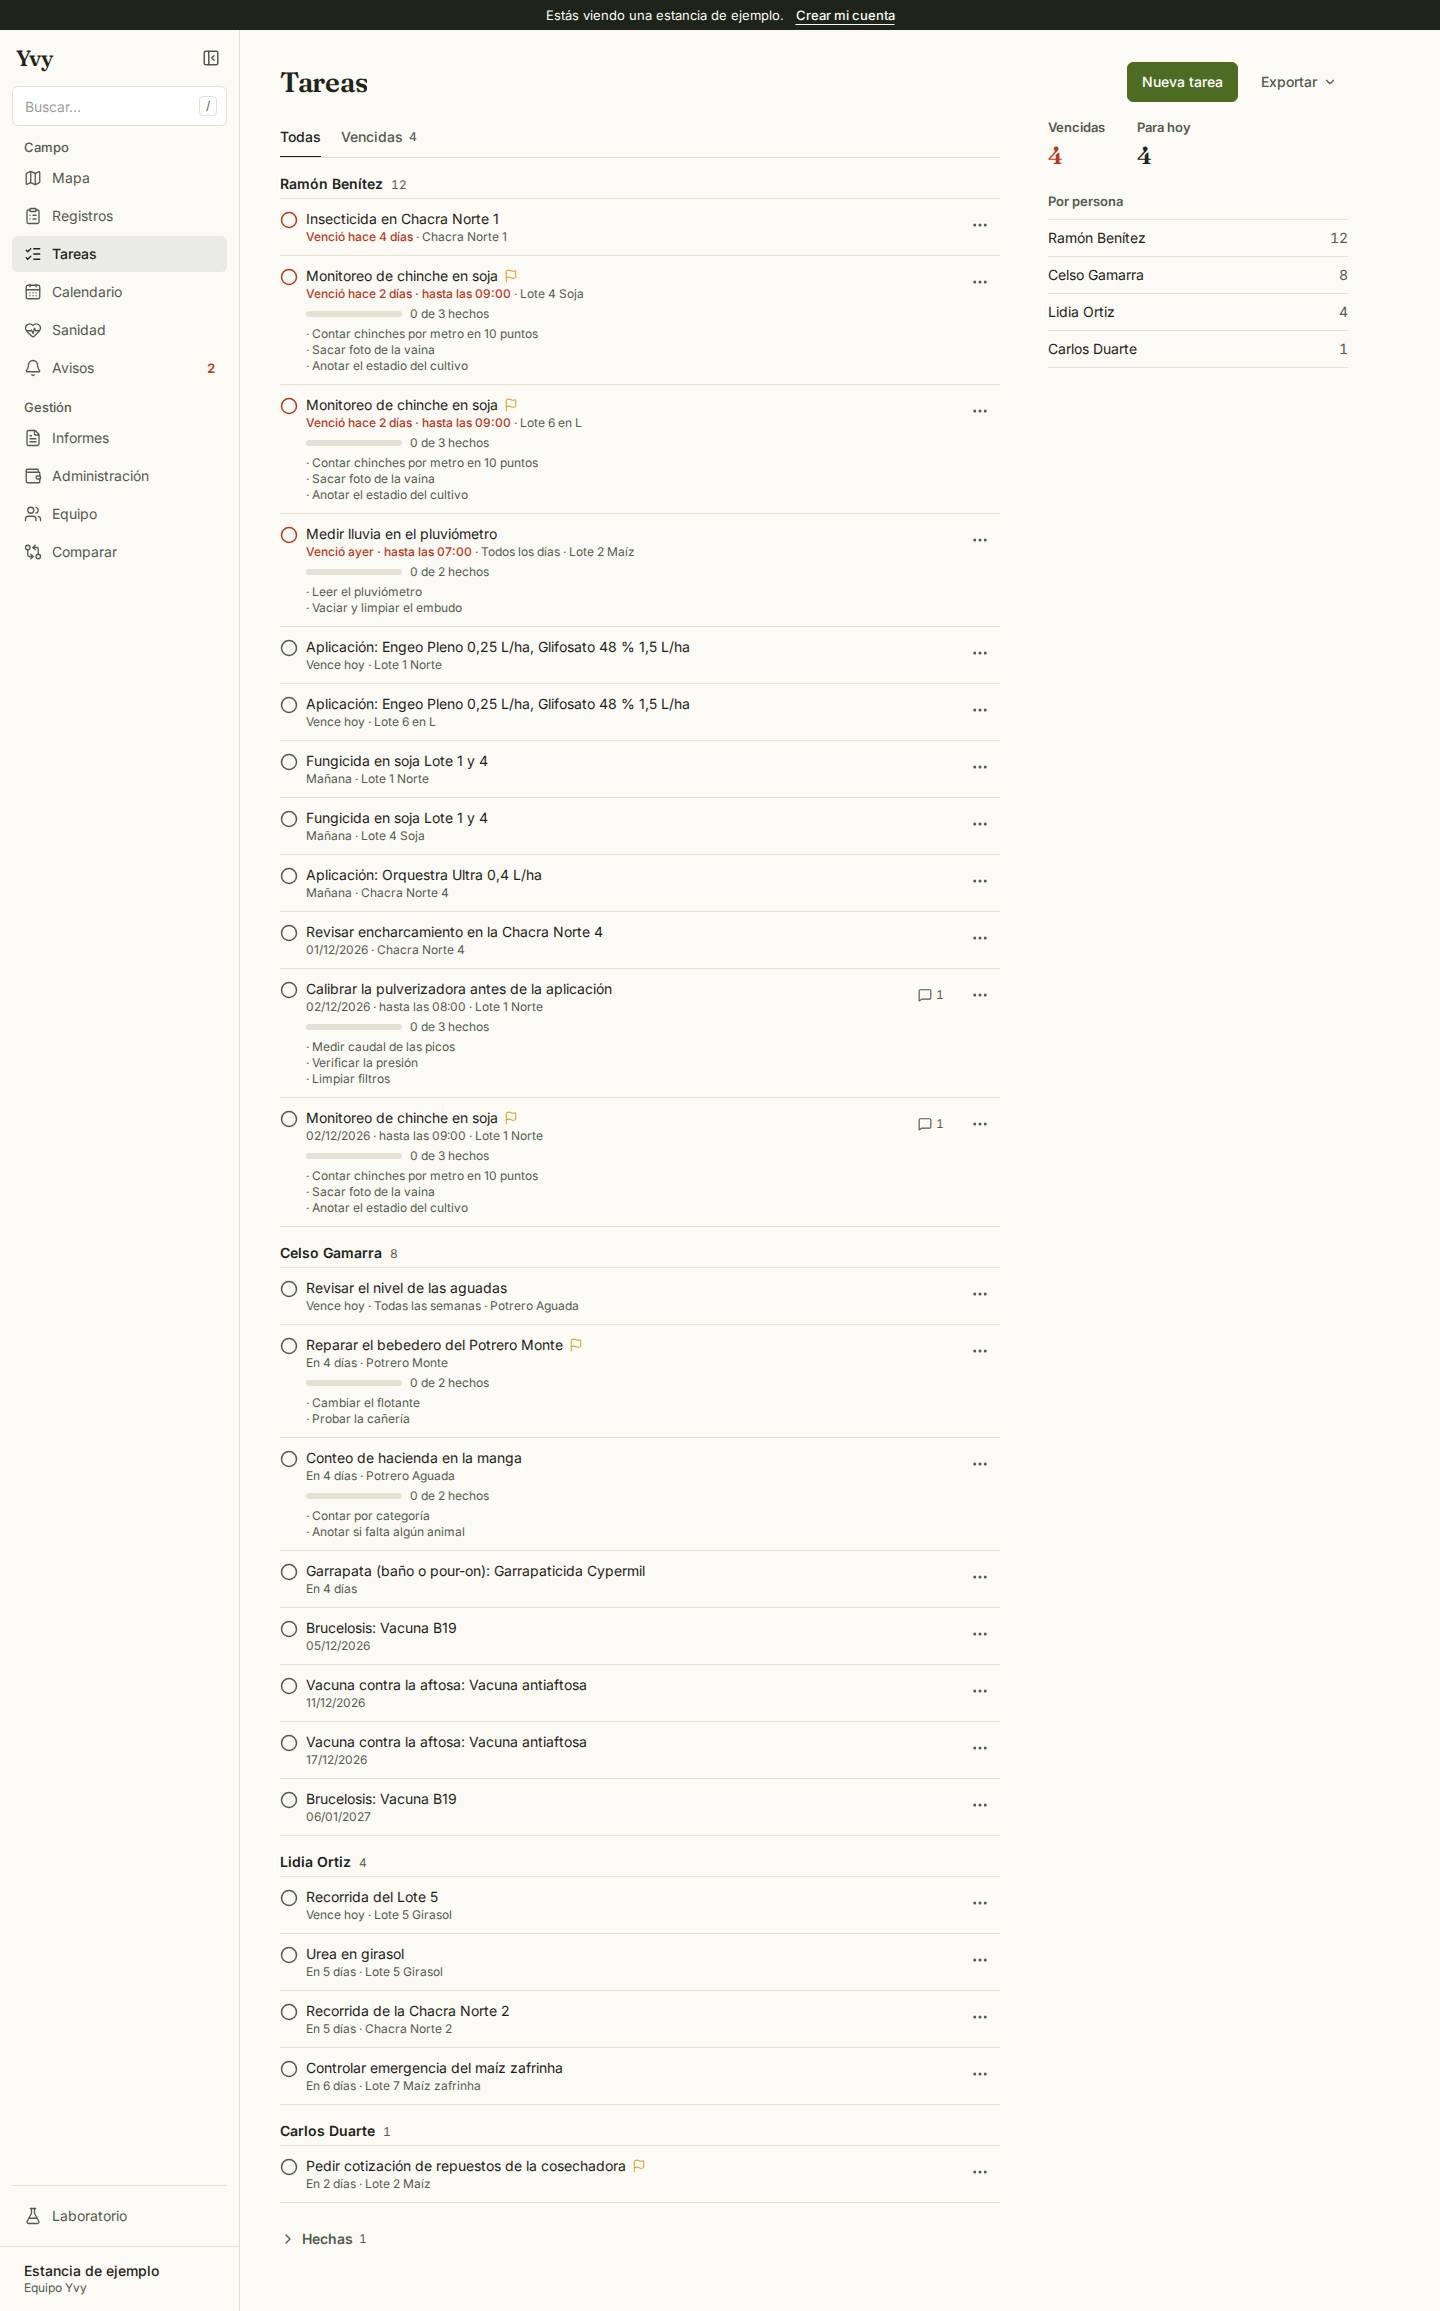 Estás viendo una estancia de ejemplo. Crear mi cuenta
Yvy
Buscar... /
Campo
Mapa
Registros
Tareas
Calendario
Sanidad
Avisos 2
Gestión
Informes
Administración
Equipo
Comparar
Laboratorio
Estancia de ejemplo
Equipo Yvy
Tareas
Nueva tarea
Exportar
Todas Vencidas 4
Ramón Benítez 12
Insecticida en Chacra Norte 1
Venció hace 4 días · Chacra Norte 1
Monitoreo de chinche en soja
Venció hace 2 días · hasta las 09:00 · Lote 4 Soja
0 de 3 hechos
· Contar chinches por metro en 10 puntos
· Sacar foto de la vaina
· Anotar el estadio del cultivo
Monitoreo de chinche en soja
Venció hace 2 días · hasta las 09:00 · Lote 6 en L
0 de 3 hechos
· Contar chinches por metro en 10 puntos
· Sacar foto de la vaina
· Anotar el estadio del cultivo
Medir lluvia en el pluviómetro
Venció ayer · hasta las 07:00 · Todos los días · Lote 2 Maíz
0 de 2 hechos
· Leer el pluviómetro
· Vaciar y limpiar el embudo
Aplicación: Engeo Pleno 0,25 L/ha, Glifosato 48 % 1,5 L/ha
Vence hoy · Lote 1 Norte
Aplicación: Engeo Pleno 0,25 L/ha, Glifosato 48 % 1,5 L/ha
Vence hoy · Lote 6 en L
Fungicida en soja Lote 1 y 4
Mañana · Lote 1 Norte
Fungicida en soja Lote 1 y 4
Mañana · Lote 4 Soja
Aplicación: Orquestra Ultra 0,4 L/ha
Mañana · Chacra Norte 4
Revisar encharcamiento en la Chacra Norte 4
01/12/2026 · Chacra Norte 4
Calibrar la pulverizadora antes de la aplicación 1
02/12/2026 · hasta las 08:00 · Lote 1 Norte
0 de 3 hechos
· Medir caudal de las picos
· Verificar la presión
· Limpiar filtros
Monitoreo de chinche en soja 1
02/12/2026 · hasta las 09:00 · Lote 1 Norte
0 de 3 hechos
· Contar chinches por metro en 10 puntos
· Sacar foto de la vaina
· Anotar el estadio del cultivo
Celso Gamarra 8
Revisar el nivel de las aguadas
Vence hoy · Todas las semanas · Potrero Aguada
Reparar el bebedero del Potrero Monte
En 4 días · Potrero Monte
0 de 2 hechos
· Cambiar el flotante
· Probar la cañería
Conteo de hacienda en la manga
En 4 días · Potrero Aguada
0 de 2 hechos
· Contar por categoría
· Anotar si falta algún animal
Garrapata (baño o pour-on): Garrapaticida Cypermil
En 4 días
Brucelosis: Vacuna B19
05/12/2026
Vacuna contra la aftosa: Vacuna antiaftosa
11/12/2026
Vacuna contra la aftosa: Vacuna antiaftosa
17/12/2026
Brucelosis: Vacuna B19
06/01/2027
Lidia Ortiz 4
Recorrida del Lote 5
Vence hoy · Lote 5 Girasol
Urea en girasol
En 5 días · Lote 5 Girasol
Recorrida de la Chacra Norte 2
En 5 días · Chacra Norte 2
Controlar emergencia del maíz zafrinha
En 6 días · Lote 7 Maíz zafrinha
Carlos Duarte 1
Pedir cotización de repuestos de la cosechadora
En 2 días · Lote 2 Maíz
Hechas 1
Vencidas Para hoy
4 4
Por persona
Ramón Benítez 12
Celso Gamarra 8
Lidia Ortiz 4
Carlos Duarte 1